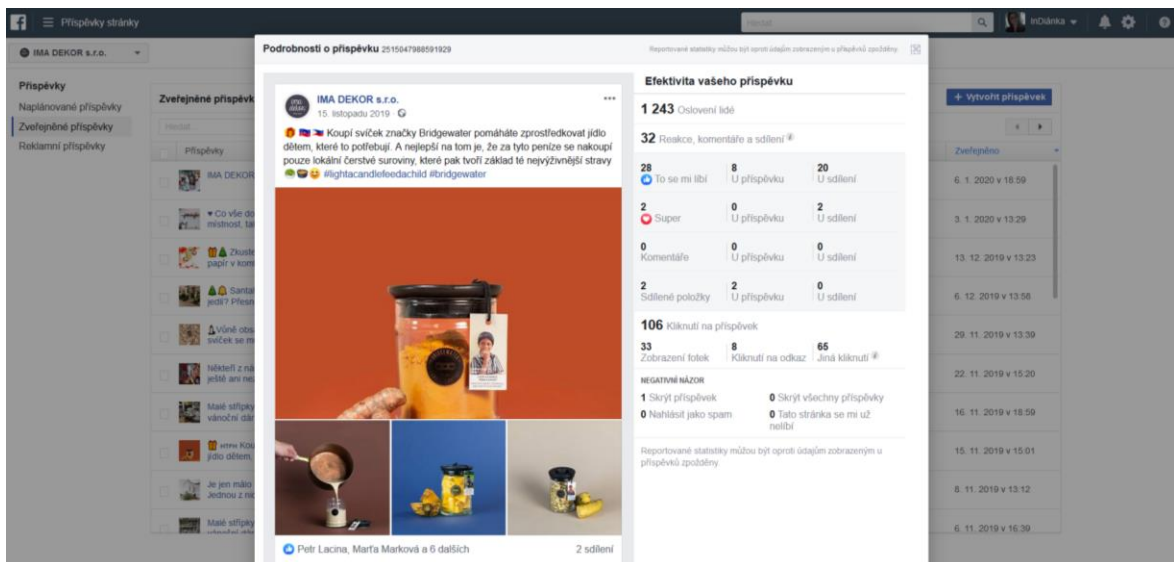 Příspěvky stránky
Hledat
InDiánka
IMA DEKOR s.r.o.
Příspěvky
Naplánované příspěvky
Zveřejněné příspěvky
Reklamní příspěvky
Zveřejněné příspěvk
Hledat...
Příspěvky
IMA DEKOR
♥ Co vše do
místnost, tal
Zkuste
papír v komi
Santal
jedli? Přesn
Vůně obs
svíček se m
Někteří z ná
ještě ani nez
Malé střípky
vánoční dár
Kou
jídlo dětem,
Je jen málo
Jednou z nic
Malé střípky
Podrobnosti o příspěvku 2515047988591929
Reportované statistiky můžou být oproti údajům zobrazeným u příspěvků zpožděny.
IMA DEKOR s.r.o.
15. listopadu 2019 ·
🎁 🇭🇹 🇵🇭 Koupí svíček značky Bridgewater pomáháte zprostředkovat jídlo
dětem, které to potřebují. A nejlepší na tom je, že za tyto peníze se nakoupí
pouze lokální čerstvé suroviny, které pak tvoří základ té nejvýživnější stravy
#lightacandlefeedachild #bridgewater
Petr Lacina, Marťa Marková a 6 dalších
2 sdílení
Efektivita vašeho příspěvku
1 243 Oslovení lidé
32 Reakce, komentáře a sdílení
28 8 20
To se mi líbí U příspěvku U sdílení
2 0 2
Super U příspěvku U sdílení
0 0 0
Komentáře U příspěvku U sdílení
2 2 0
Sdílené položky U příspěvku U sdílení
106 Kliknutí na příspěvek
33 8 65
Zobrazení fotek Kliknutí na odkaz Jiná kliknutí
NEGATIVNÍ NÁZOR
1 Skrýt příspěvek 0 Skrýt všechny příspěvky
0 Nahlásit jako spam 0 Tato stránka se mi už
nelíbí
Reportované statistiky můžou být oproti údajům zobrazeným u
příspěvků zpožděny.
+ Vytvořit příspěvek
Zveřejněno
6. 1. 2020 v 18:59
3. 1. 2020 v 13:29
13. 12. 2019 v 13:23
6. 12. 2019 v 13:58
29. 11. 2019 v 13:39
22. 11. 2019 v 15:20
16. 11. 2019 v 18:59
15. 11. 2019 v 15:01
8. 11. 2019 v 13:12
6. 11. 2019 v 16:39